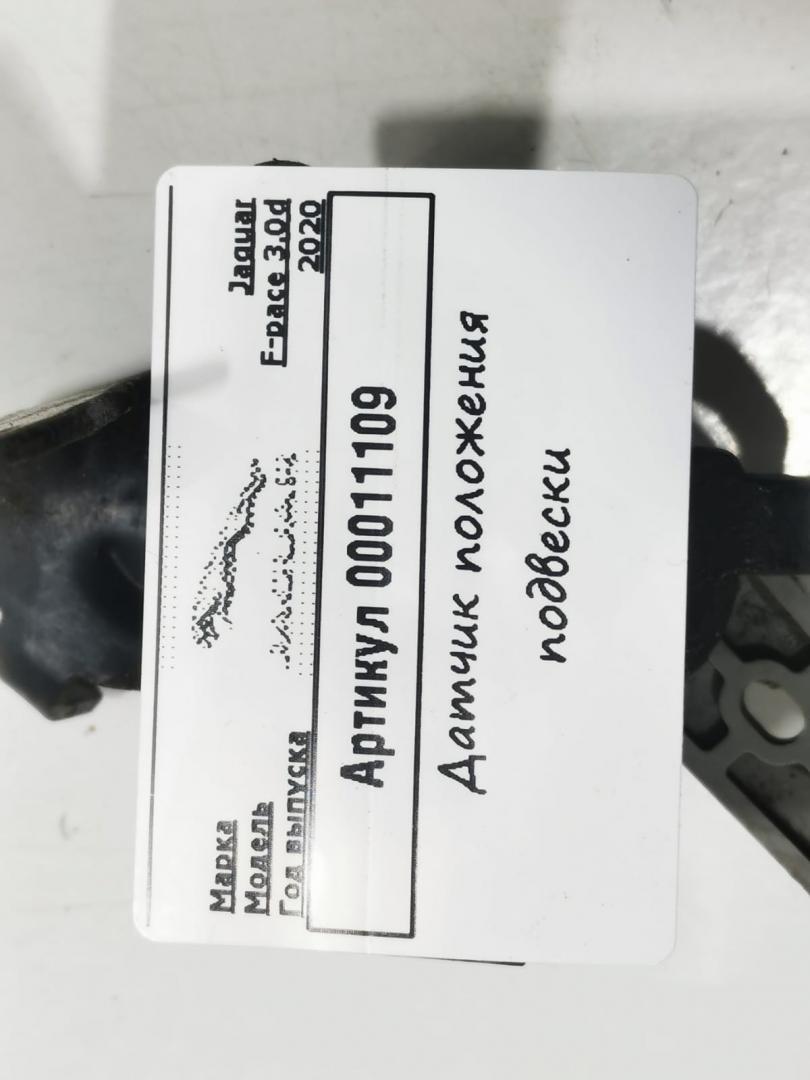 Марка Jaguar
Модель F-pace 3.0d
Год выпуска 2020
Артикул 00011109
Датчик положения
подвески